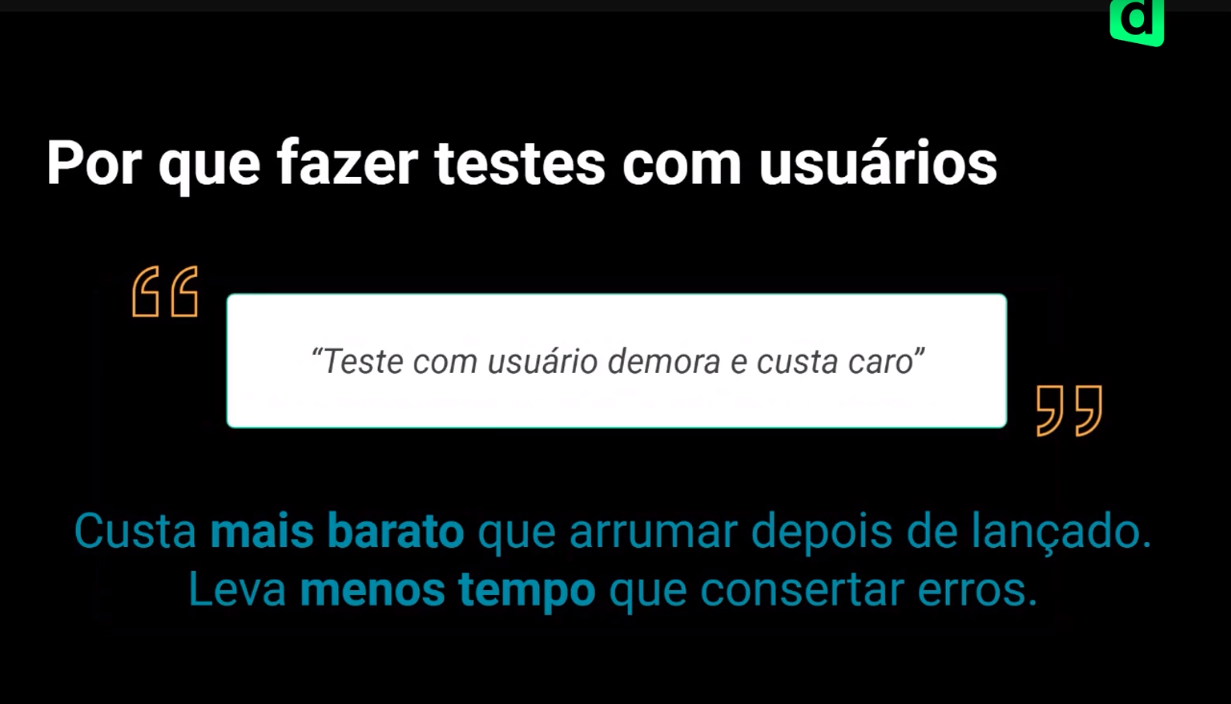 d
Por que fazer testes com usuários
“Teste com usuário demora e custa caro”
Custa mais barato que arrumar depois de lançado.
Leva menos tempo que consertar erros.